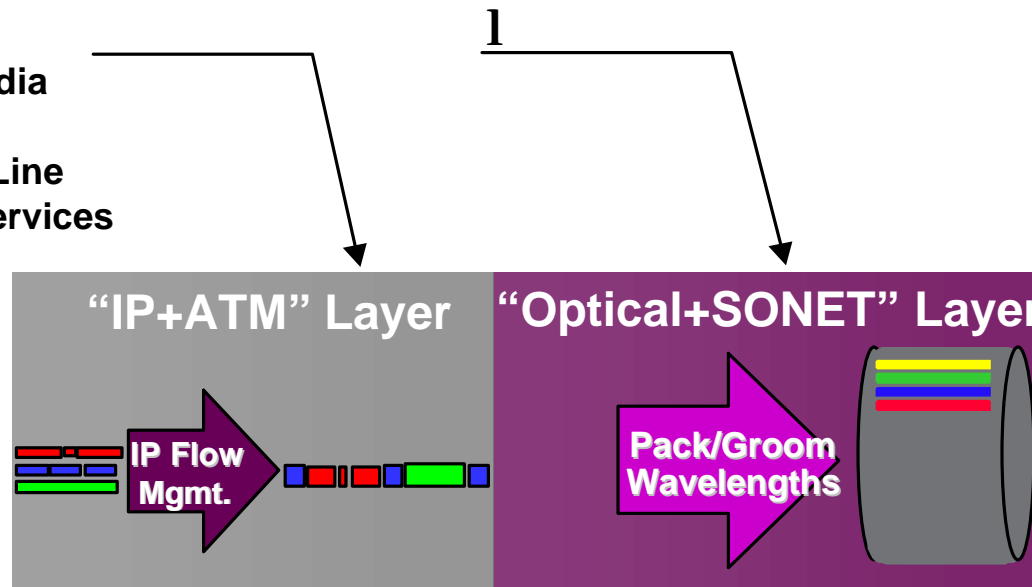 l
dia
Line
ervices
“IP+ATM” Layer
“Optical+SONET” Layer
IP Flow
Mgmt.
Pack/Groom
Wavelengths